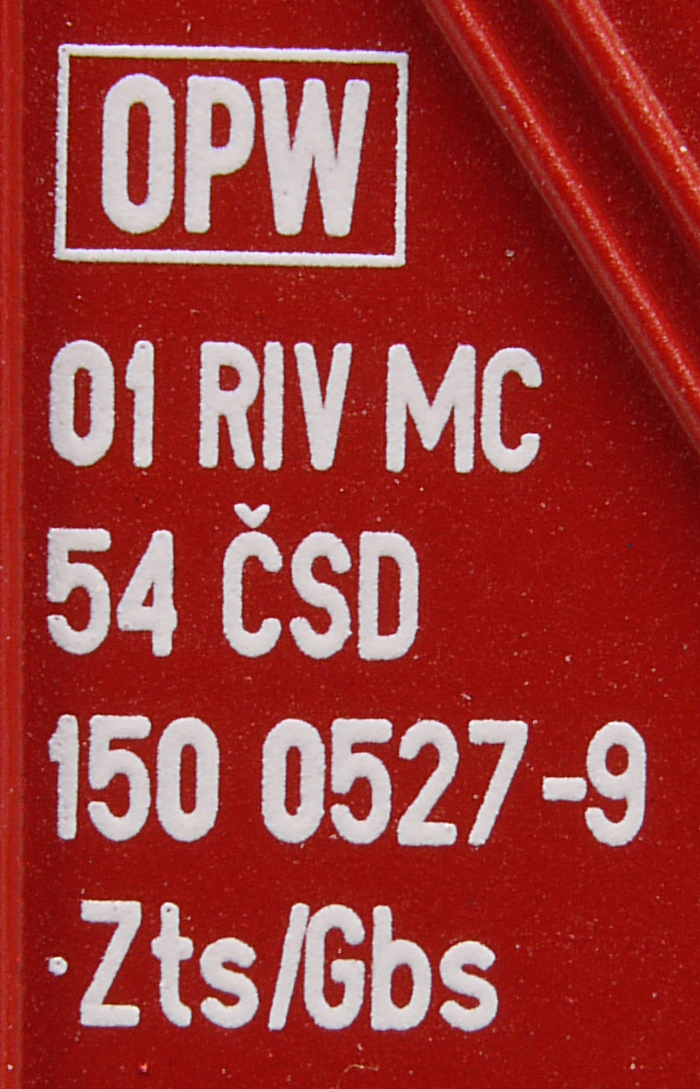 OPW
01 RIV MC
54 ČSD
150 0527-9
·Zts/Gbs